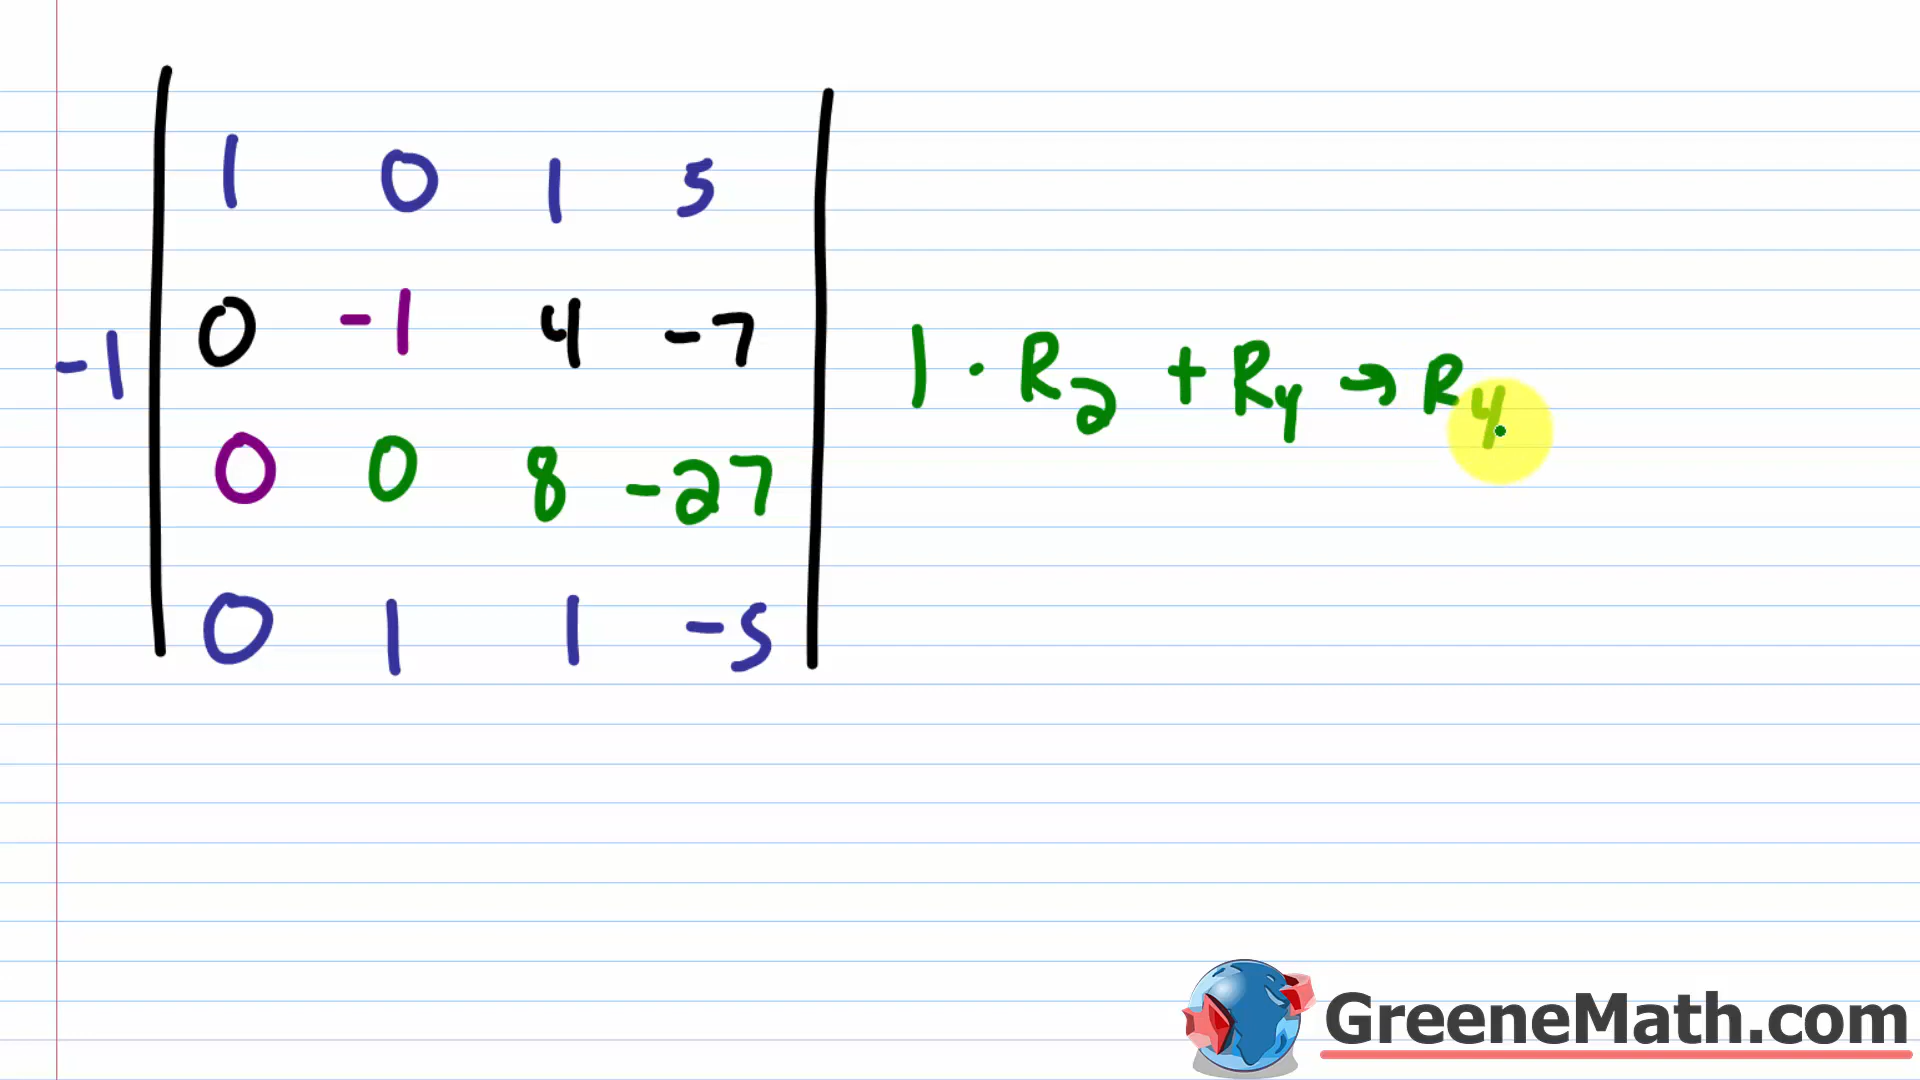 1 0 1 5
-1 0 -1 4 -7 1 · R2 + R4 → R4
0 0 8 -27
0 1 1 -5
GreeneMath.com